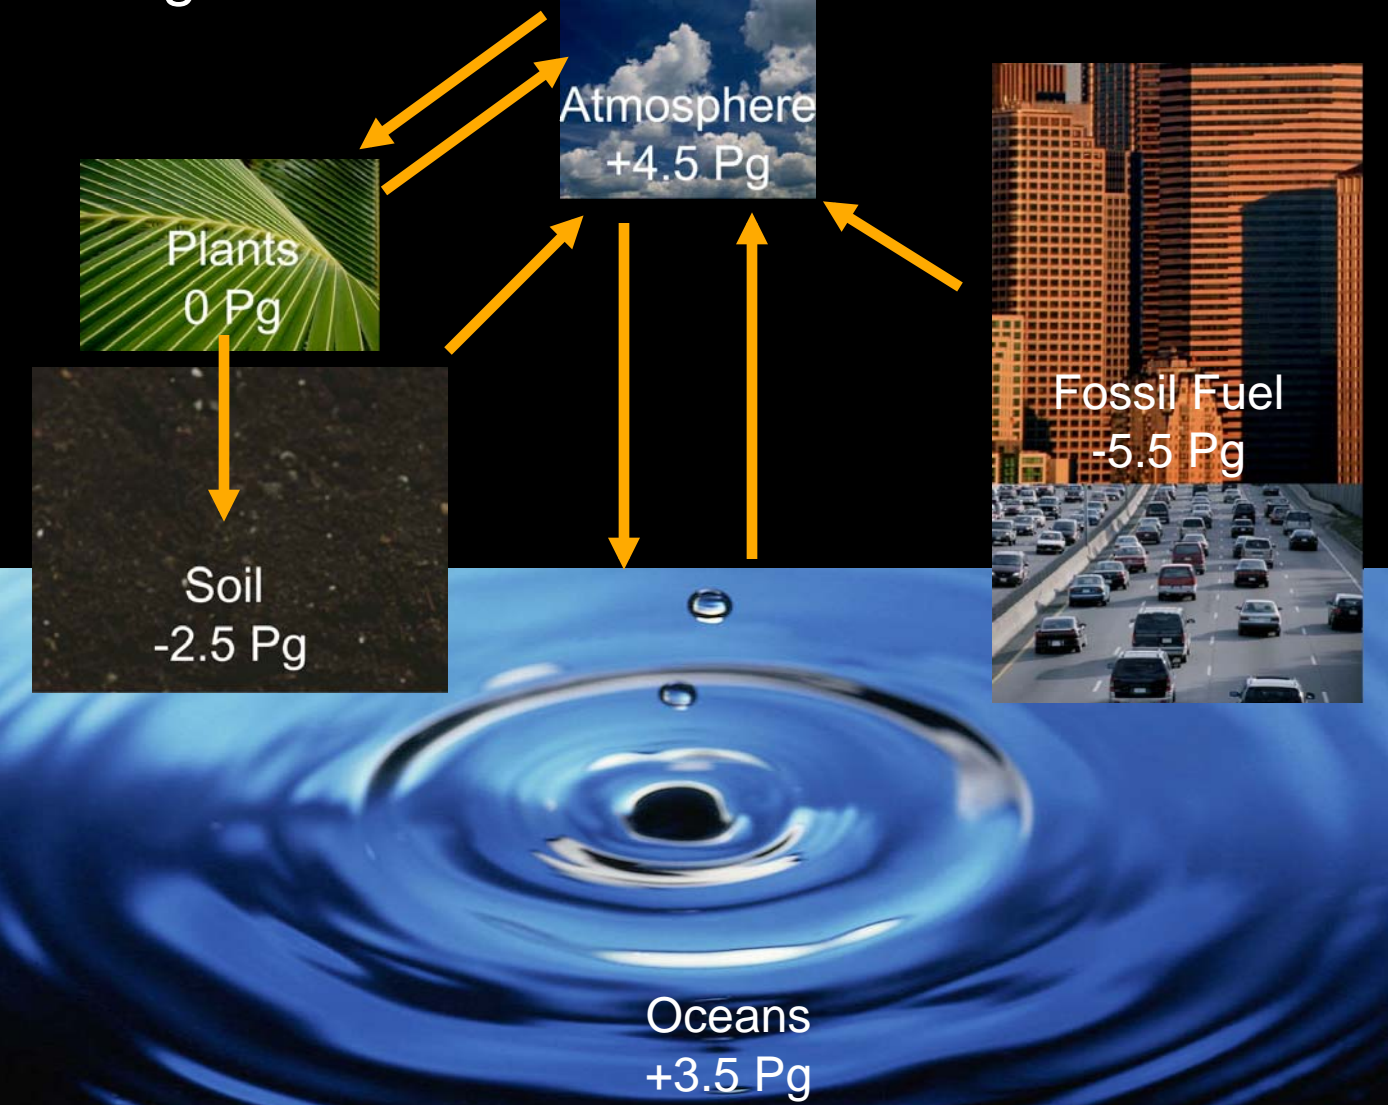 Atmosphere
+4.5 Pg
Plants
0 Pg
Fossil Fuel
-5.5 Pg
Soil
-2.5 Pg
Oceans
+3.5 Pg